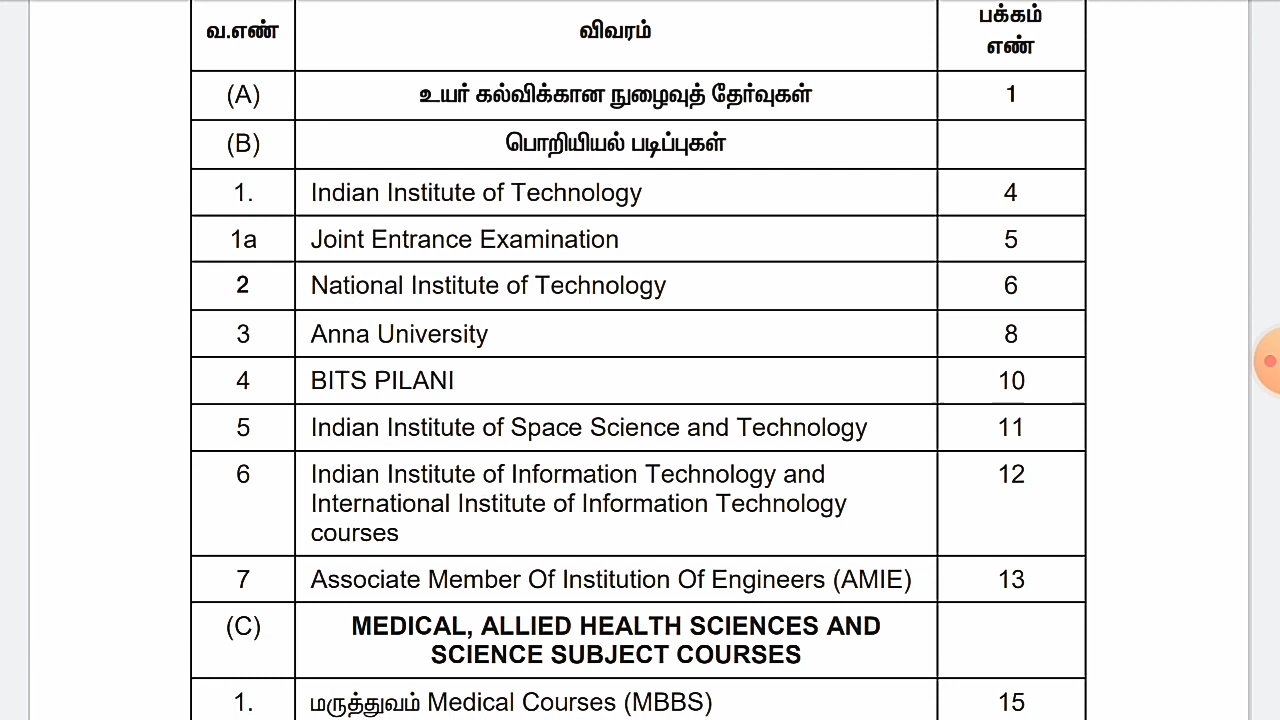 வ.எண் விவரம் பக்கம் எண்
(A) உயர் கல்விக்கான நுழைவுத் தேர்வுகள் 1
(B) பொறியியல் படிப்புகள்
1. Indian Institute of Technology 4
1a Joint Entrance Examination 5
2 National Institute of Technology 6
3 Anna University 8
4 BITS PILANI 10
5 Indian Institute of Space Science and Technology 11
6 Indian Institute of Information Technology and 12
International Institute of Information Technology
courses
7 Associate Member Of Institution Of Engineers (AMIE) 13
(C) MEDICAL, ALLIED HEALTH SCIENCES AND
SCIENCE SUBJECT COURSES
1. மருத்துவம் Medical Courses (MBBS) 15